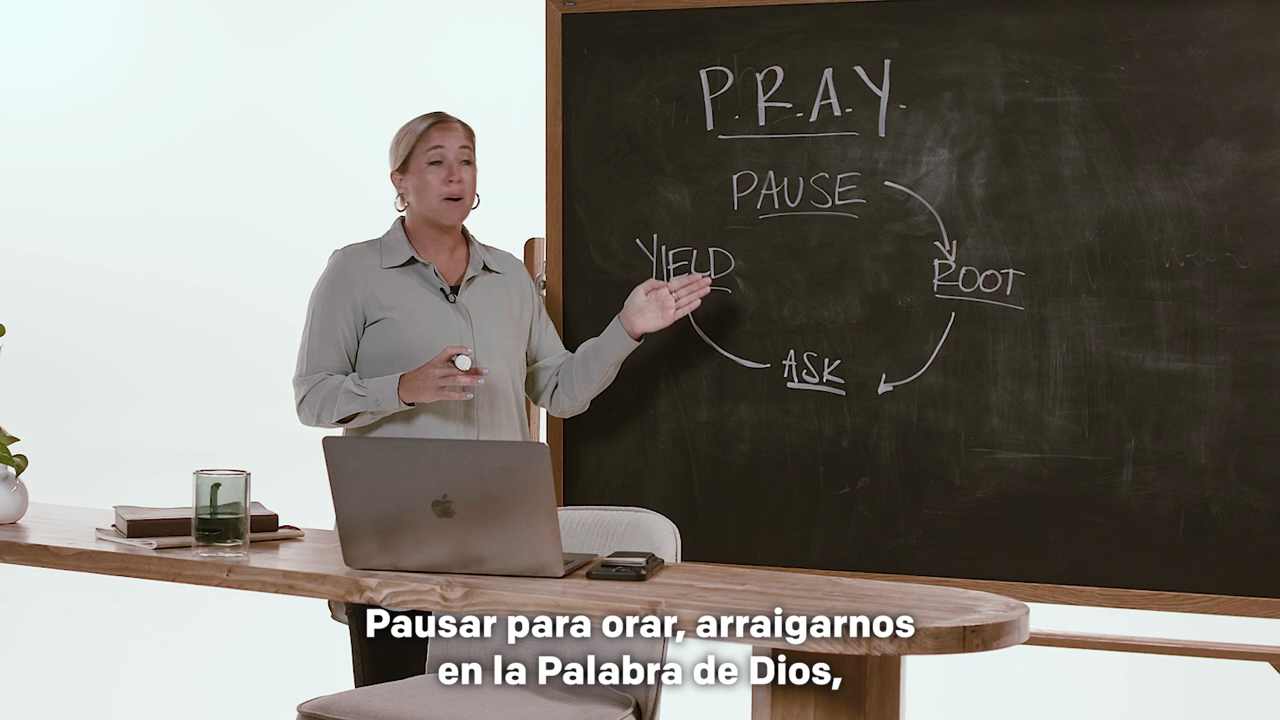 P.R.A.Y.
PAUSE
YIELD
ROOT
ASK
Pausar para orar, arraigarnos
en la Palabra de Dios,